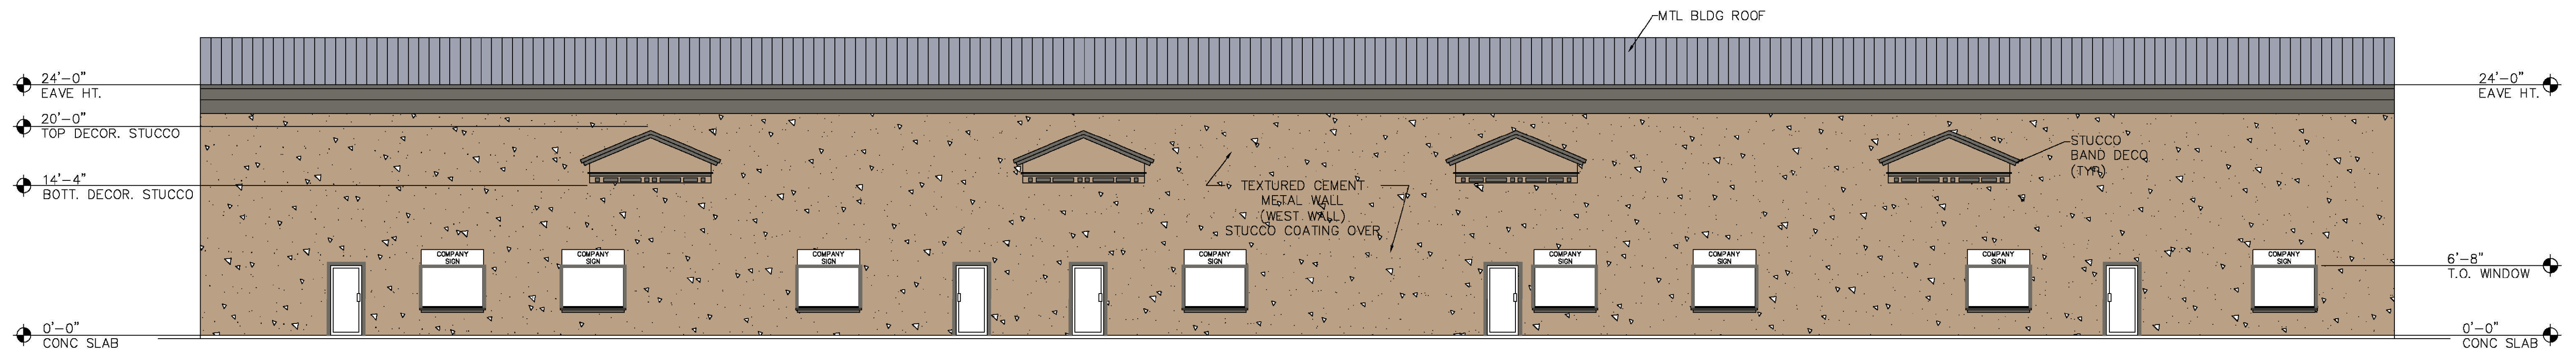 MTL BLDG ROOF
24'-0"
EAVE HT.
24'-0"
EAVE HT.
20'-0"
TOP DECOR. STUCCO
STUCCO
BAND DECO
(TYP.)
14'-4"
BOTT. DECOR. STUCCO
TEXTURED CEMENT
METAL WALL
(WEST WALL)
STUCCO COATING OVER
COMPANY
SIGN
COMPANY
SIGN
COMPANY
SIGN
COMPANY
SIGN
COMPANY
SIGN
COMPANY
SIGN
COMPANY
SIGN
COMPANY
SIGN
6'-8"
T.O. WINDOW
0'-0"
CONC SLAB
0'-0"
CONC SLAB